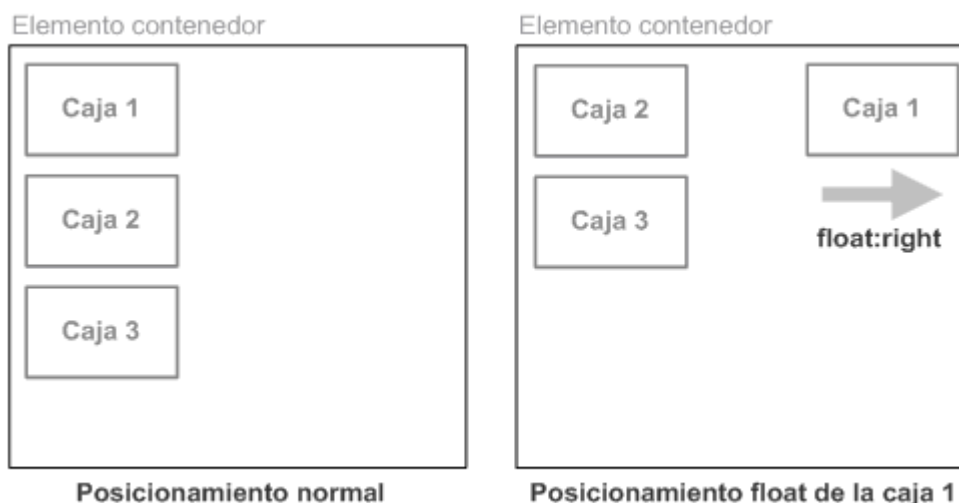 Elemento contenedor
Caja 1
Caja 2
Caja 3
Posicionamiento normal
Elemento contenedor
Caja 2
Caja 1
Caja 3
float:right
Posicionamiento float de la caja 1